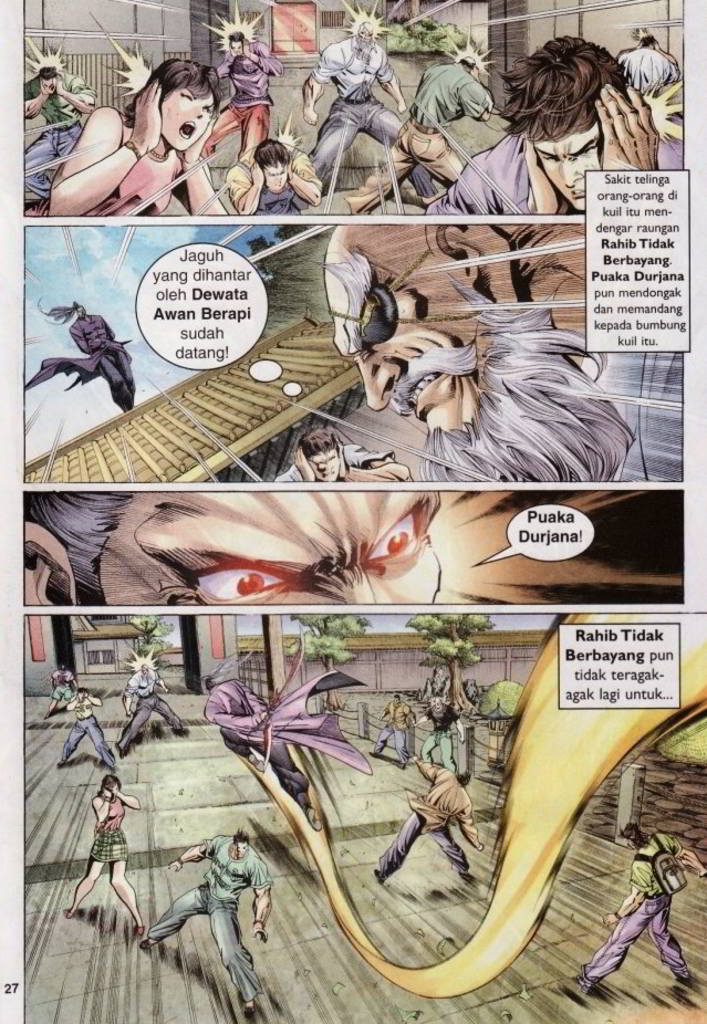 Sakit telinga
orang-orang di
kuil itu men-
dengar raungan
Rahib Tidak
Berbayang.
Puaka Durjana
pun mendongak
dan memandang
kepada bumbung
kuil itu.
Jaguh
yang dihantar
oleh Dewata
Awan Berapi
sudah
datang!
Puaka
Durjana!
Rahib Tidak
Berbayang pun
tidak teragak-
agak lagi untuk...
27